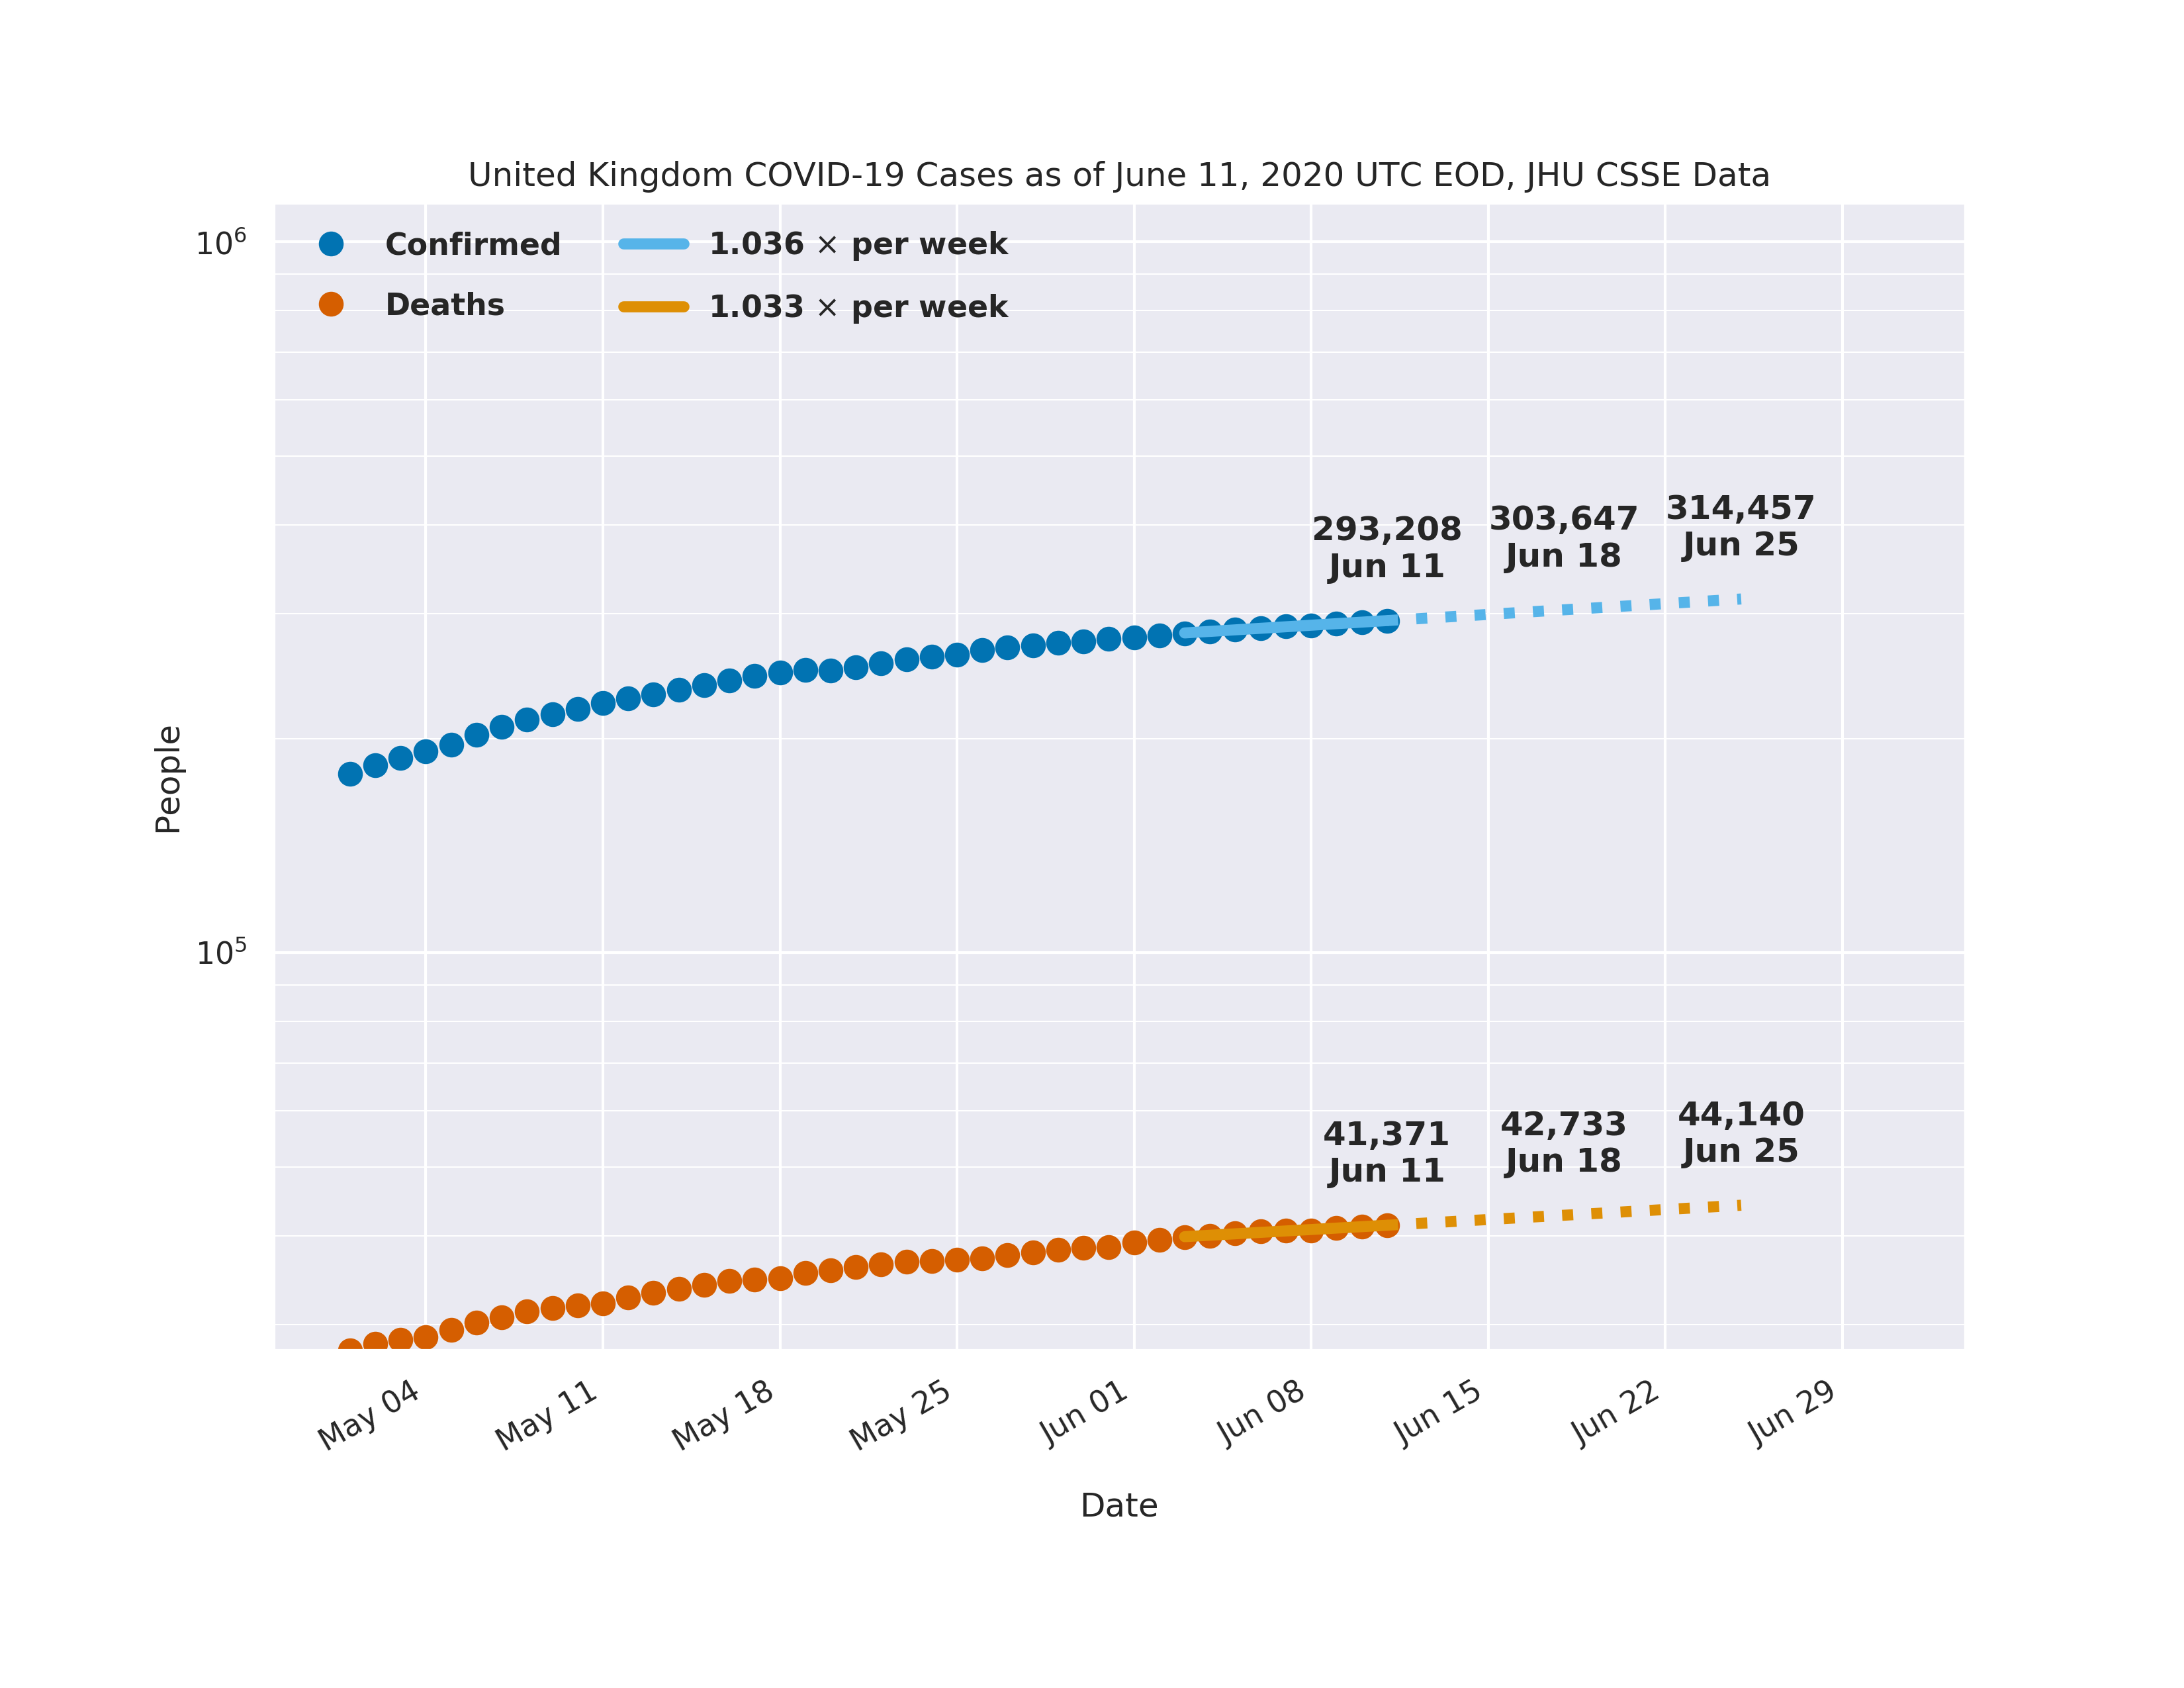 United Kingdom COVID-19 Cases as of June 11, 2020 UTC EOD, JHU CSSE Data
10⁶
Confirmed
1.036 × per week
Deaths
1.033 × per week
293,208
Jun 11
303,647
Jun 18
314,457
Jun 25
People
10⁵
41,371
Jun 11
42,733
Jun 18
44,140
Jun 25
May 04
May 11
May 18
May 25
Jun 01
Jun 08
Jun 15
Jun 22
Jun 29
Date